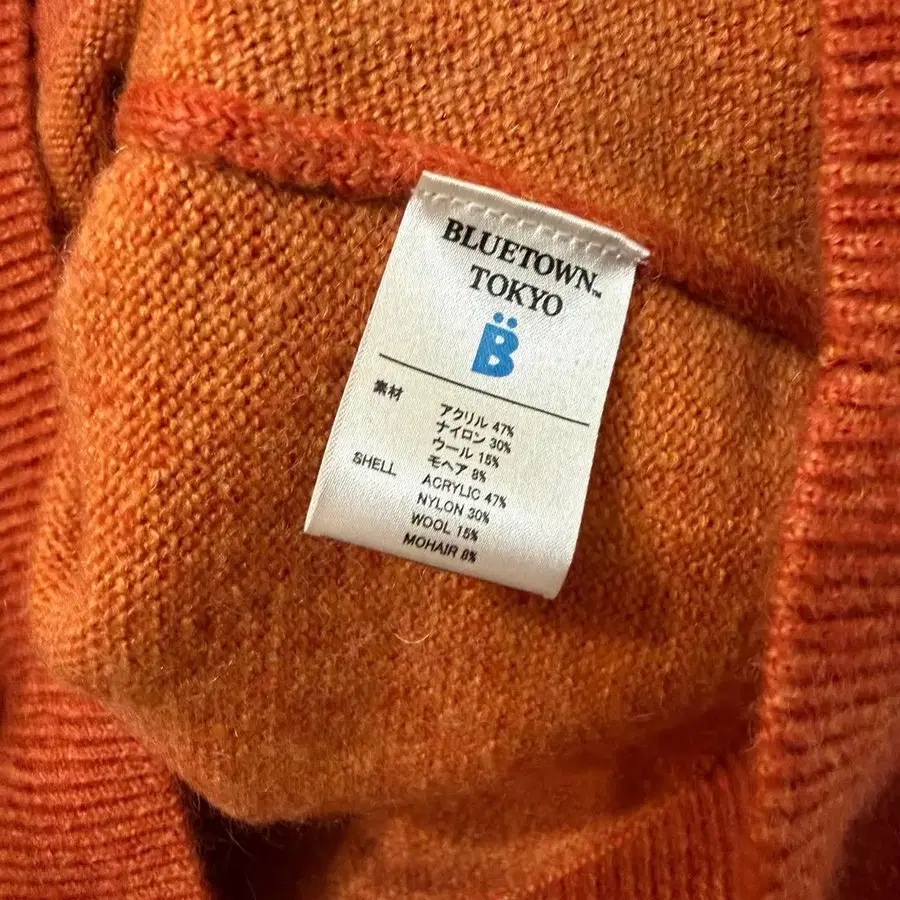 BLUETOWN™
TOKYO
B̈
素材
アクリル 47%
ナイロン 30%
ウール 15%
モヘア 8%
SHELL
ACRYLIC 47%
NYLON 30%
WOOL 15%
MOHAIR 8%